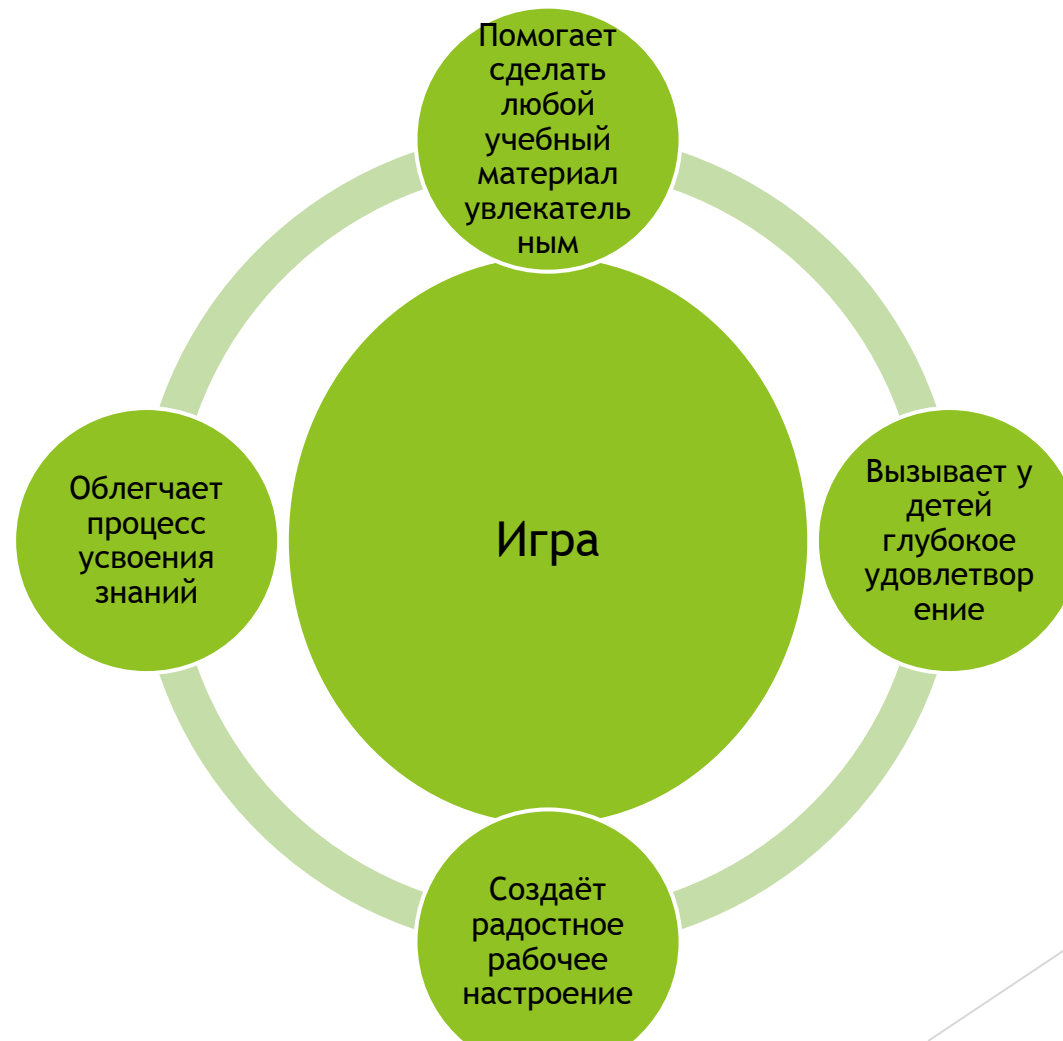 Помогает
сделать
любой
учебный
материал
увлекатель
ным
Облегчает
процесс
усвоения
знаний
Игра
Вызывает у
детей
глубокое
удовлетвор
ение
Создаёт
радостное
рабочее
настроение